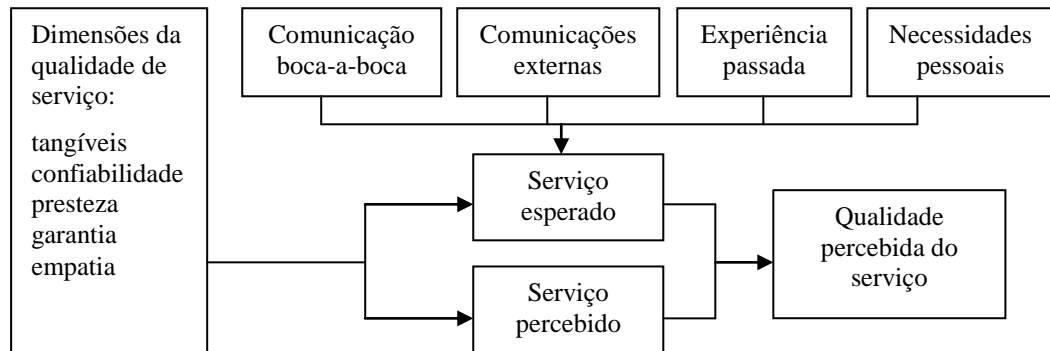 Dimensões da
qualidade de
serviço:
tangíveis
confiabilidade
presteza
garantia
empatia
Comunicação
boca-a-boca
Comunicações
externas
Experiência
passada
Necessidades
pessoais
Serviço
esperado
Serviço
percebido
Qualidade
percebida do
serviço